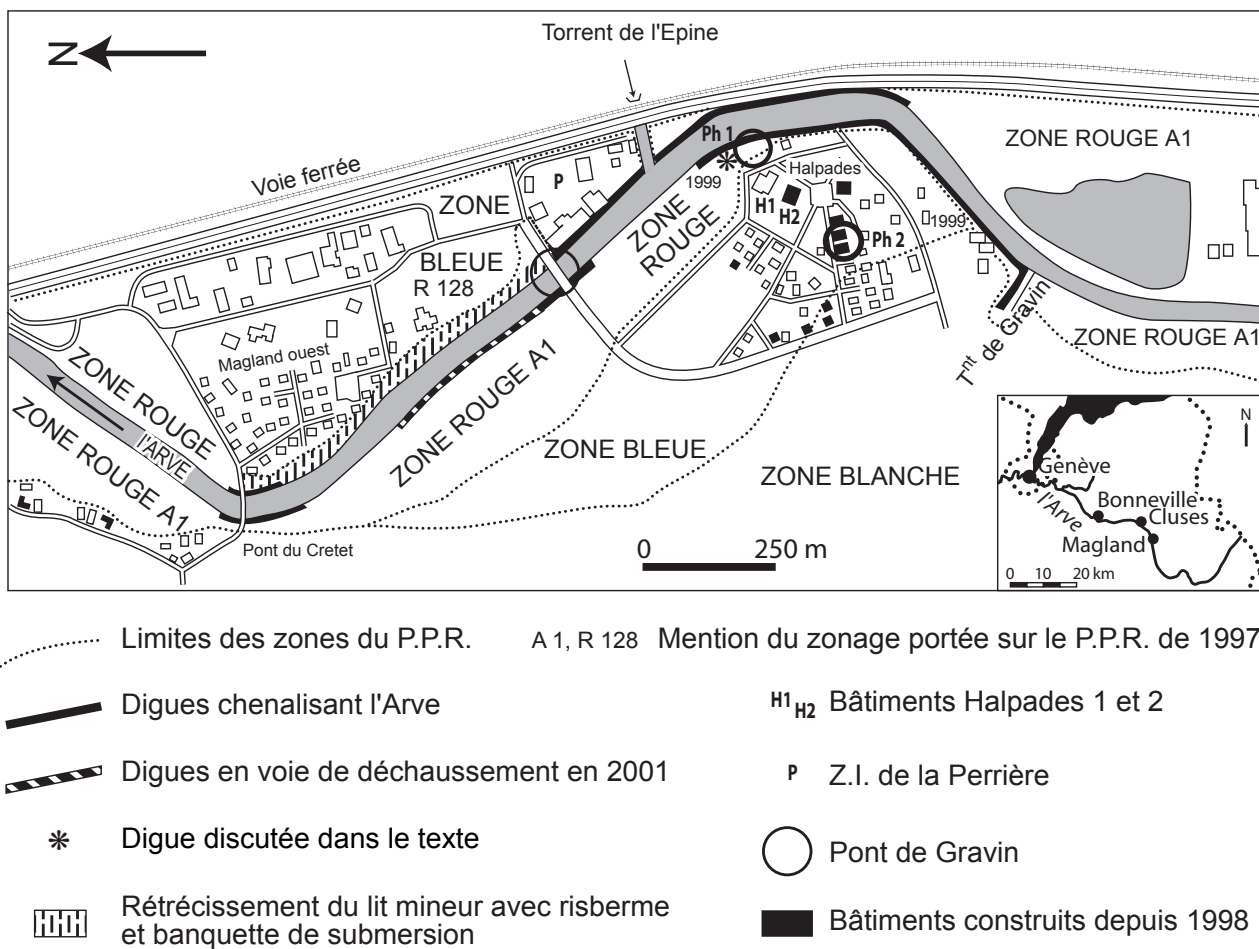 N
Torrent de l'Epine
Voie ferrée
Ph 1
1999
P
ZONE
BLEUE
R 128
ZONE
ROUGE
Halpades
H1
H2
Ph 2
1999
ZONE ROUGE A1
Magland ouest
ZONE ROUGE
l'ARVE
ZONE ROUGE A1
ZONE ROUGE A1
Tnt de Gravin
ZONE ROUGE A1
ZONE BLEUE
ZONE BLANCHE
Pont du Cretet
0 250 m
N
Genève
l'Arve
Bonneville
Cluses
Magland
0 10 20 km
Limites des zones du P.P.R.
A 1, R 128 Mention du zonage portée sur le P.P.R. de 1997
Digues chenalisant l'Arve
H1 H2 Bâtiments Halpades 1 et 2
Digues en voie de déchaussement en 2001
P Z.I. de la Perrière
Digue discutée dans le texte
Pont de Gravin
Rétrécissement du lit mineur avec risberme
et banquette de submersion
Bâtiments construits depuis 1998